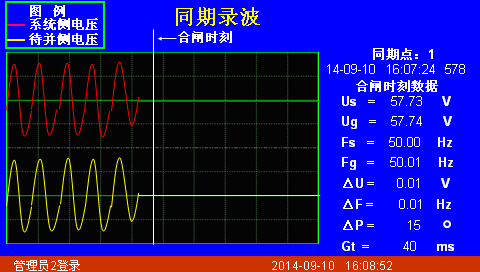 图 例
系统侧电压
待并侧电压
同期录波
合闸时刻
同期点：1
14-09-10 16:07:24 578
合闸时刻数据
Us = 57.73 V
Ug = 57.74 V
Fs = 50.00 Hz
Fg = 50.01 Hz
△U = 0.01 V
△F = 0.01 Hz
△P = 15 °
Gt = 40 ms
管理员2登录 2014-09-10 16:08:52